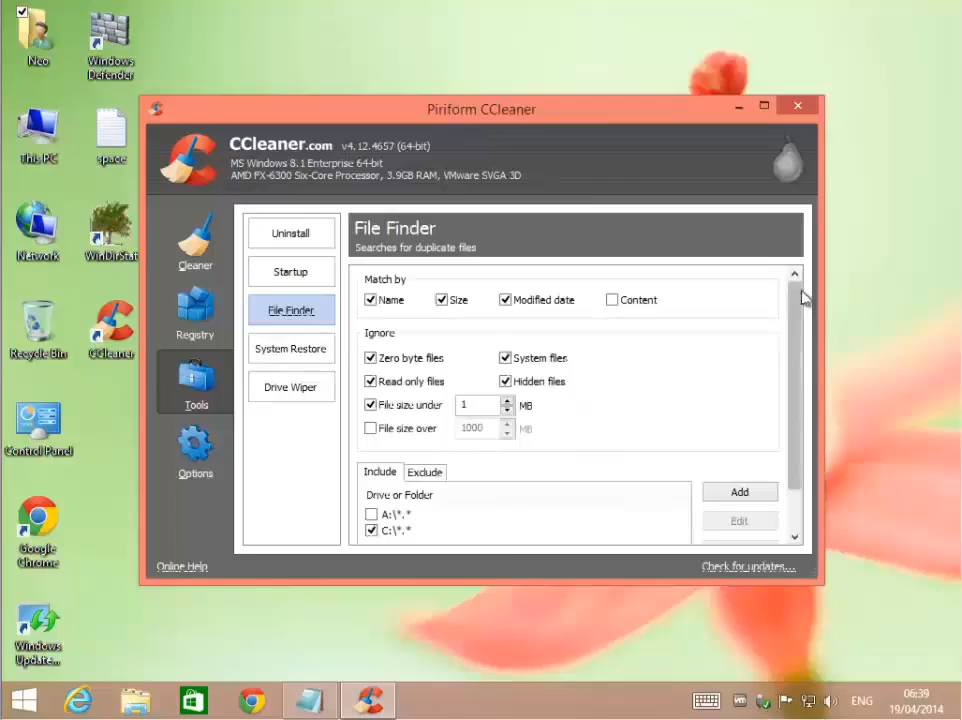 Neo
Windows
Defender
This PC
space
Network
WinDirStat
Recycle Bin
CCleaner
Control Panel
Google
Chrome
Windows
Update...
Piriform CCleaner
CCleaner.com v4.12.4657 (64-bit)
MS Windows 8.1 Enterprise 64-bit
AMD FX-6300 Six-Core Processor, 3.9GB RAM, VMware SVGA 3D
Cleaner
Registry
Tools
Options
Uninstall
Startup
File Finder
System Restore
Drive Wiper
File Finder
Searches for duplicate files
Match by
Name Size Modified date Content
Ignore
Zero byte files System files
Read only files Hidden files
File size under 1 MB
File size over 1000 MB
Include Exclude
Drive or Folder
A:\*.*
C:\*.*
Add
Edit
Online Help
Check for updates...
ENG
06:39
19/04/2014